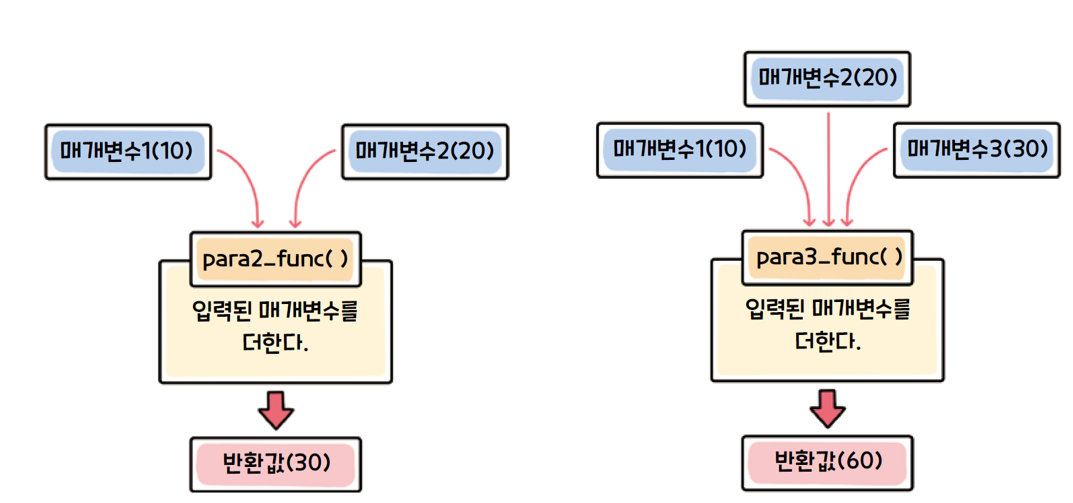 매개변수1(10)
매개변수2(20)
para2_func( )
입력된 매개변수를
더한다.
반환값(30)
매개변수2(20)
매개변수1(10)
매개변수3(30)
para3_func( )
입력된 매개변수를
더한다.
반환값(60)